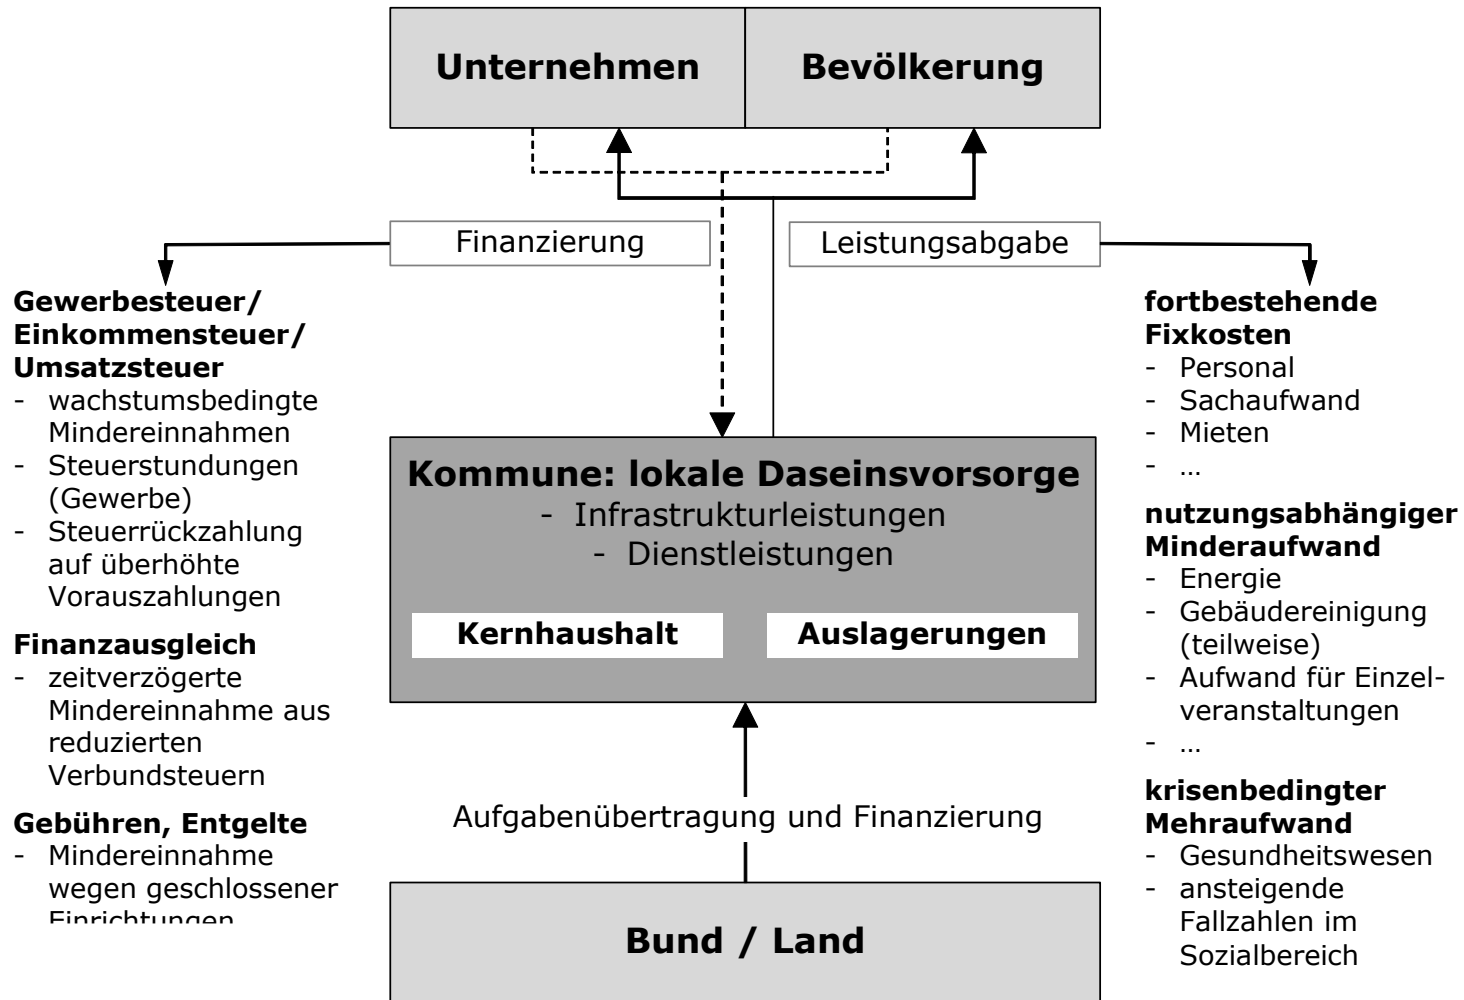 Unternehmen
Bevölkerung
Finanzierung
Leistungsabgabe
Gewerbesteuer/
Einkommensteuer/
Umsatzsteuer
- wachstumsbedingte
Mindereinnahmen
- Steuerstundungen
(Gewerbe)
- Steuerrückzahlung
auf überhöhte
Vorauszahlungen
Finanzausgleich
- zeitverzögerte
Mindereinnahme aus
reduzierten
Verbundsteuern
Gebühren, Entgelte
- Mindereinnahme
wegen geschlossener
Einrichtungen
Kommune: lokale Daseinsvorsorge
- Infrastrukturleistungen
- Dienstleistungen
Kernhaushalt
Auslagerungen
Aufgabenübertragung und Finanzierung
Bund / Land
fortbestehende
Fixkosten
- Personal
- Sachaufwand
- Mieten
- …
nutzungsabhängiger
Minderaufwand
- Energie
- Gebäudereinigung
(teilweise)
- Aufwand für Einzel-
veranstaltungen
- …
krisenbedingter
Mehraufwand
- Gesundheitswesen
- ansteigende
Fallzahlen im
Sozialbereich